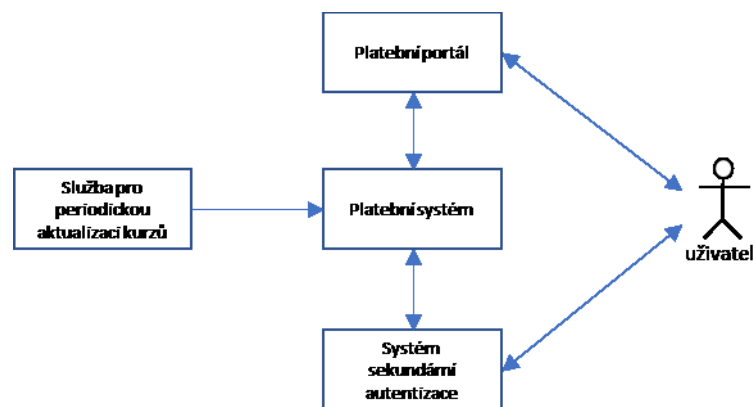 Platební portál
Služba pro
periodickou
aktualizaci kurzů
Platební systém
uživatel
Systém
sekundární
autentizace